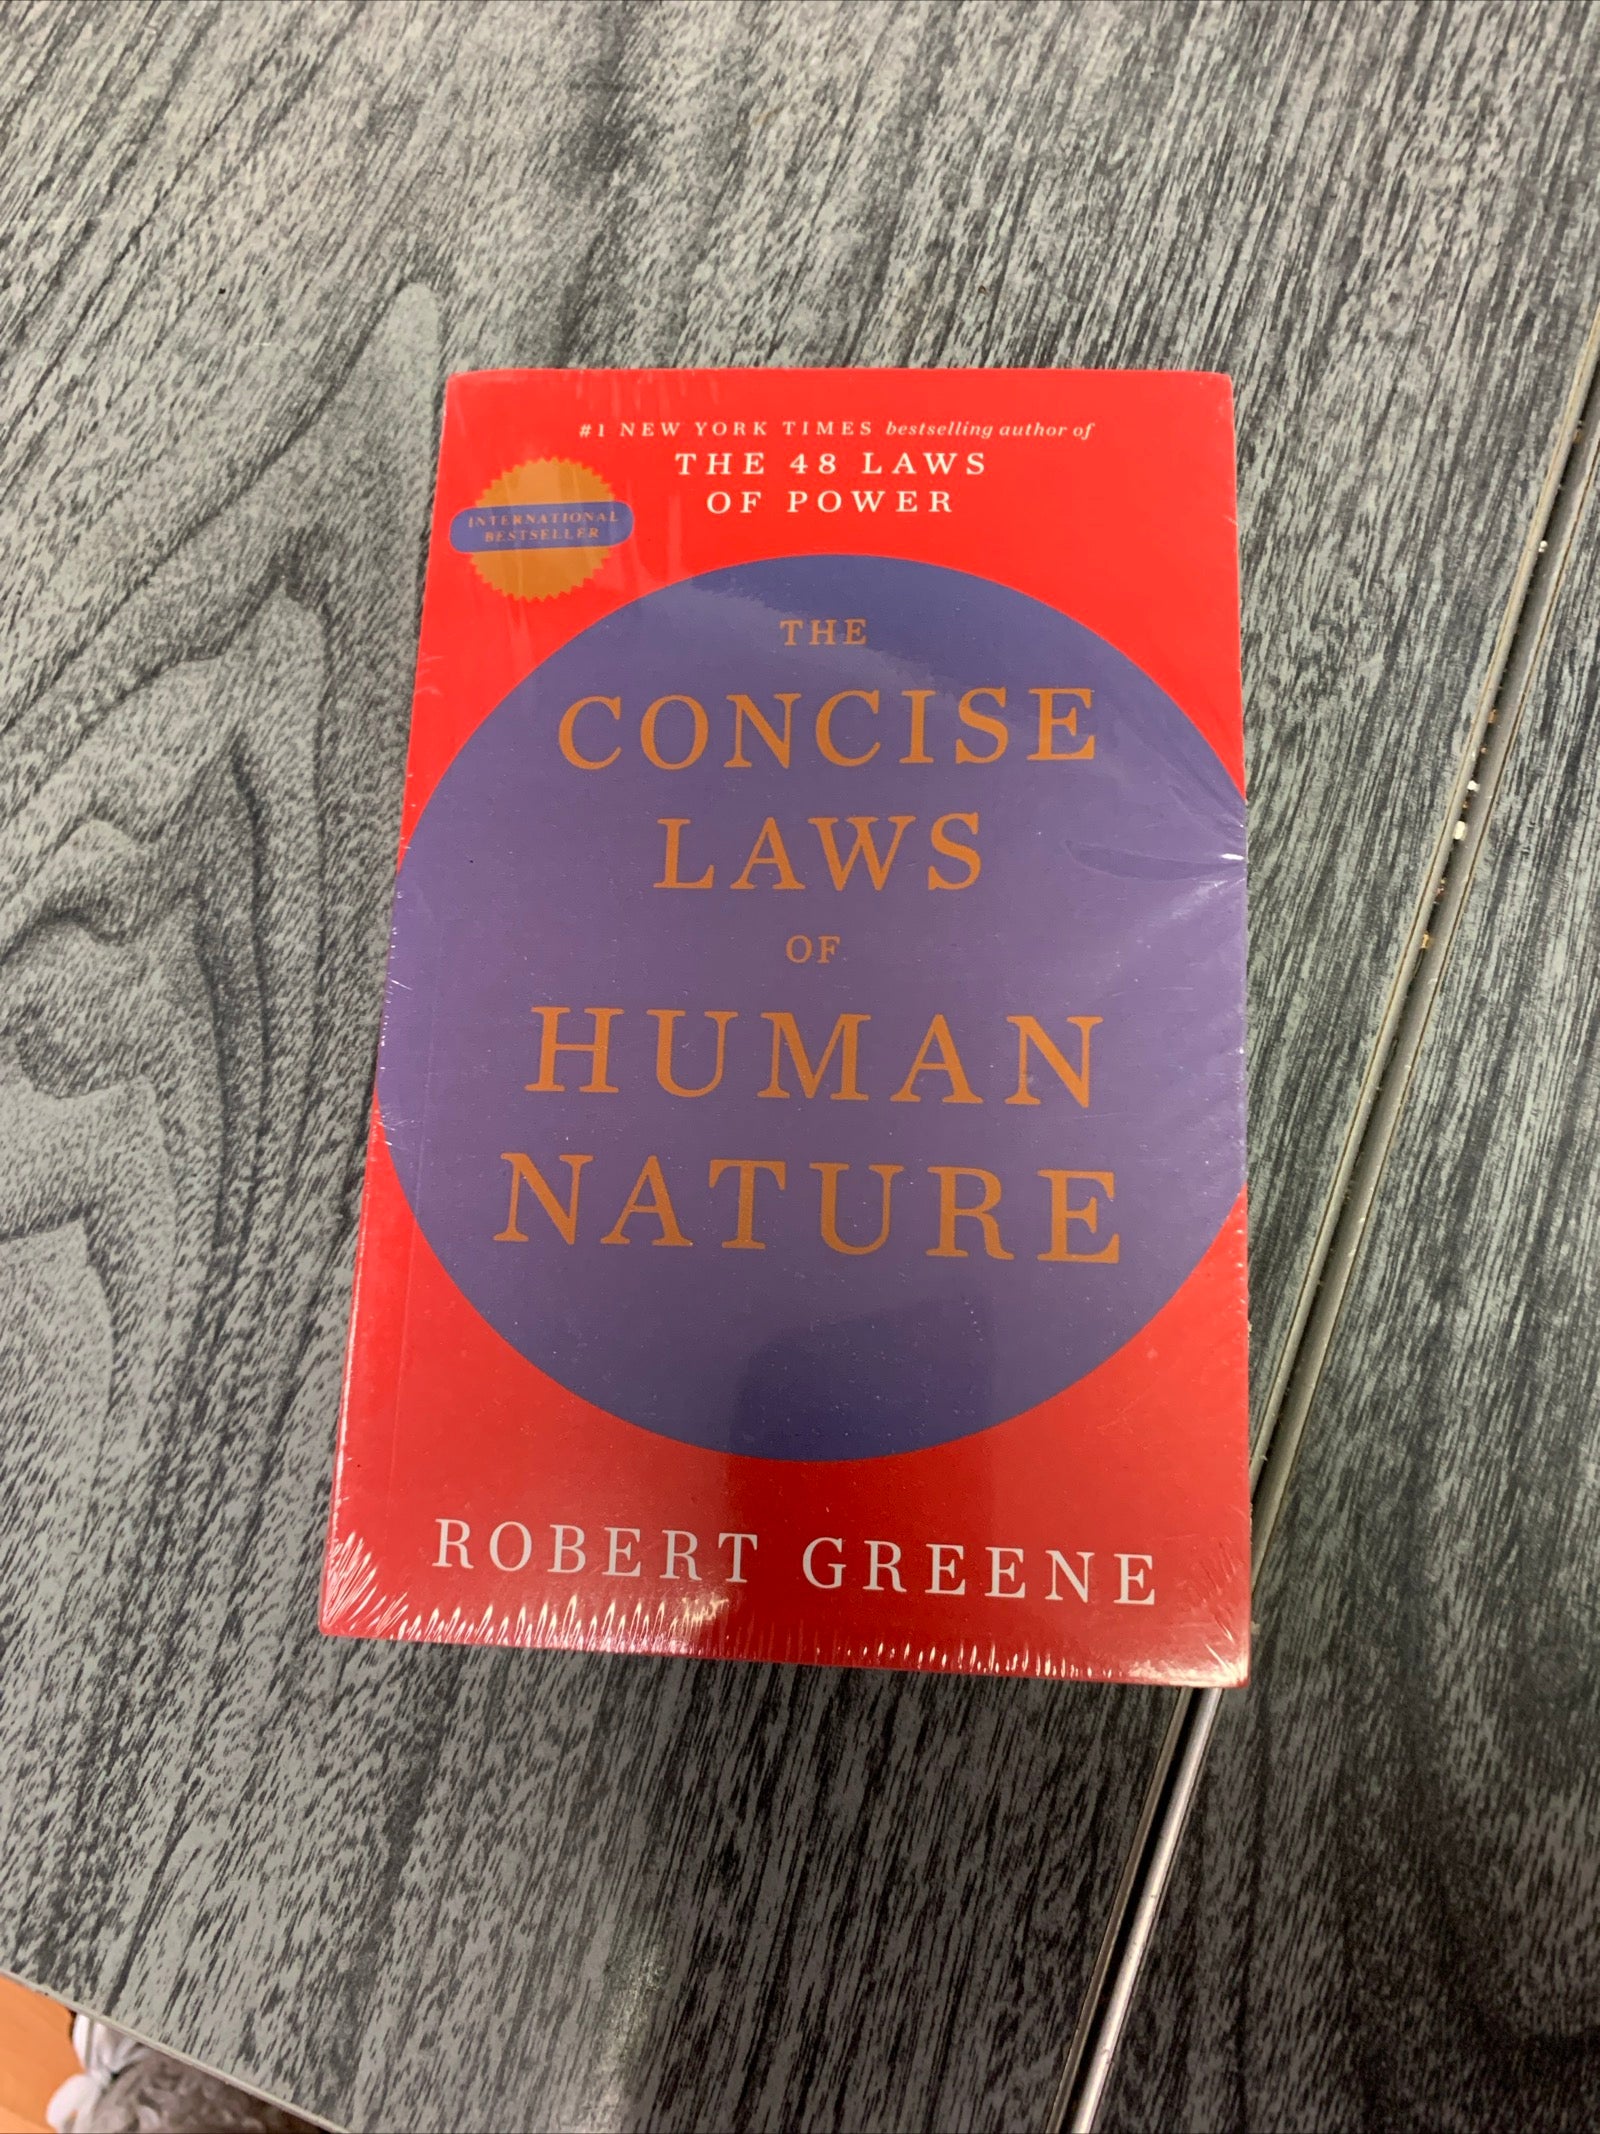 #1 NEW YORK TIMES bestselling author of
THE 48 LAWS
OF POWER
INTERNATIONAL
BESTSELLER
THE
CONCISE
LAWS
OF
HUMAN
NATURE
ROBERT GREENE